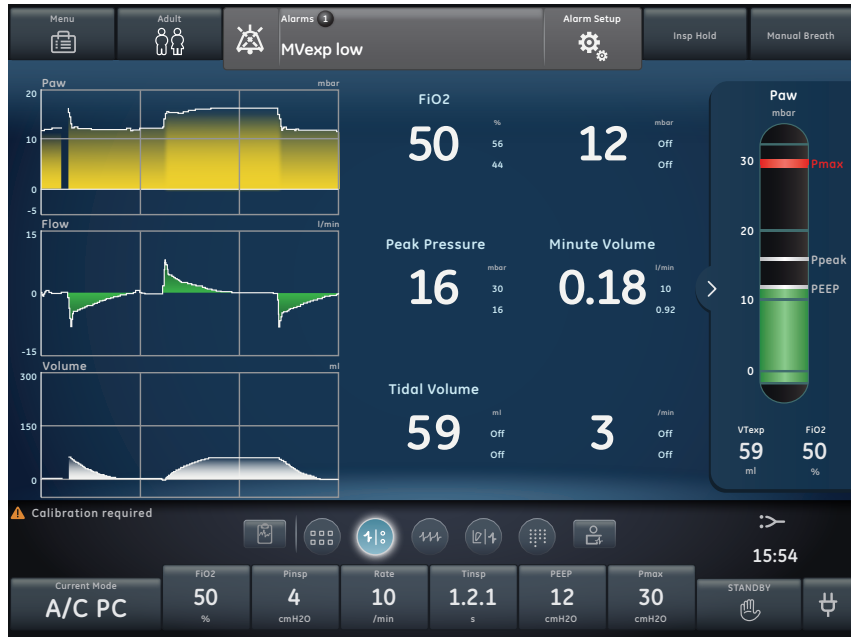 Menu
Adult
Alarms 1
MVexp low
Alarm Setup
Insp Hold
Manual Breath
Paw
mbar
20
10
0
-5
Flow
l/min
15
0
-15
Volume
ml
300
150
0
FiO2
50
%
56
44
12
mbar
Off
Off
Peak Pressure
16
mbar
30
16
Minute Volume
0.18
l/min
10
0.92
Tidal Volume
59
ml
Off
Off
3
/min
Off
Off
Paw
mbar
30
Pmax
20
Ppeak
PEEP
10
0
VTexp
59
ml
FiO2
50
%
Calibration required
15:54
Current Mode
A/C PC
FiO2
50
%
Pinsp
4
cmH2O
Rate
10
/min
Tinsp
1.2.1
s
PEEP
12
cmH2O
Pmax
30
cmH2O
STANDBY